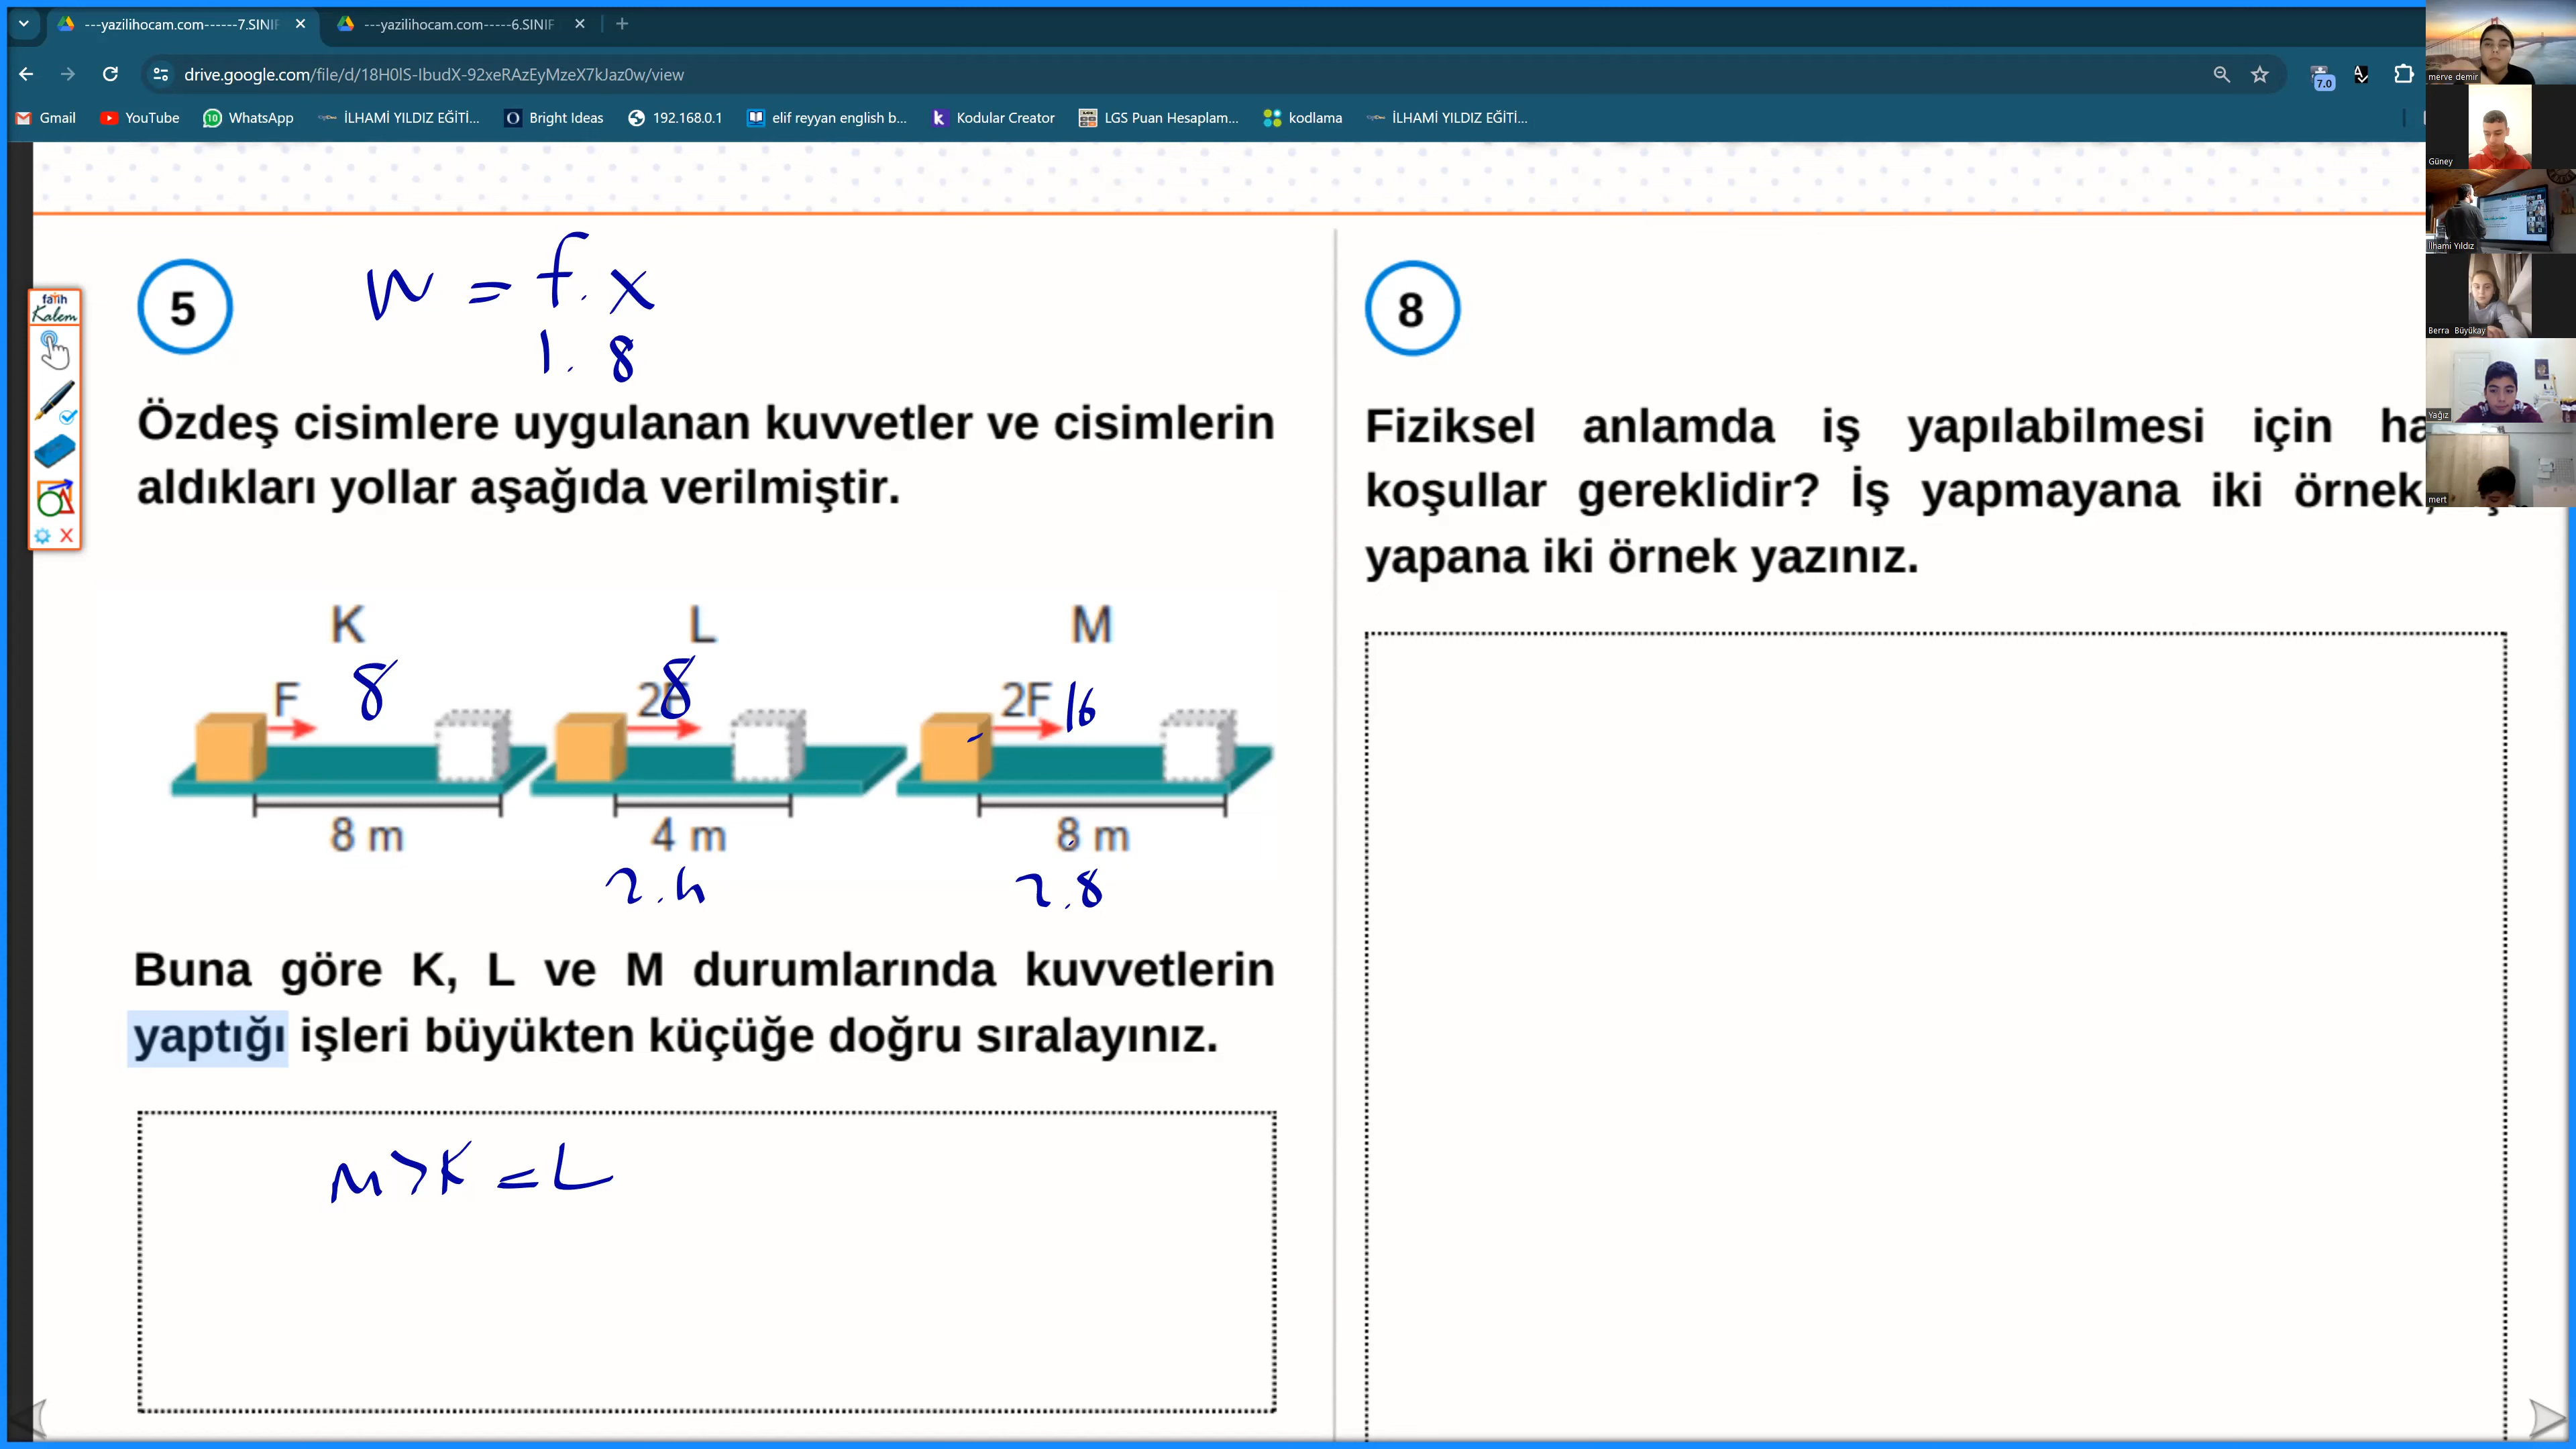 ---yazilihocam.com------7.SINIF
---yazilihocam.com-----6.SINIF
drive.google.com/file/d/18H0lS-IbudX-92xeRAzEyMzeX7kJaz0w/view
7.0
Gmail
YouTube
WhatsApp
İLHAMİ YILDIZ EĞİTİ...
Bright Ideas
192.168.0.1
elif reyyan english b...
Kodular Creator
LGS Puan Hesaplam...
kodlama
İLHAMİ YILDIZ EĞİTİ...
merve demir
Güney
İlhami Yıldız
Berra Büyükay
Yağız
mert
fatih
Kalem
5
W = f. x
1. 8
Özdeş cisimlere uygulanan kuvvetler ve cisimlerin
aldıkları yollar aşağıda verilmiştir.
K L M
F 8 2F 8 2F 16
8 m 4 m 8 m
2.4 2.8
Buna göre K, L ve M durumlarında kuvvetlerin
yaptığı işleri büyükten küçüğe doğru sıralayınız.
M>K=L
8
Fiziksel anlamda iş yapılabilmesi için ha
koşullar gereklidir? İş yapmayana iki örnek,
yapana iki örnek yazınız.